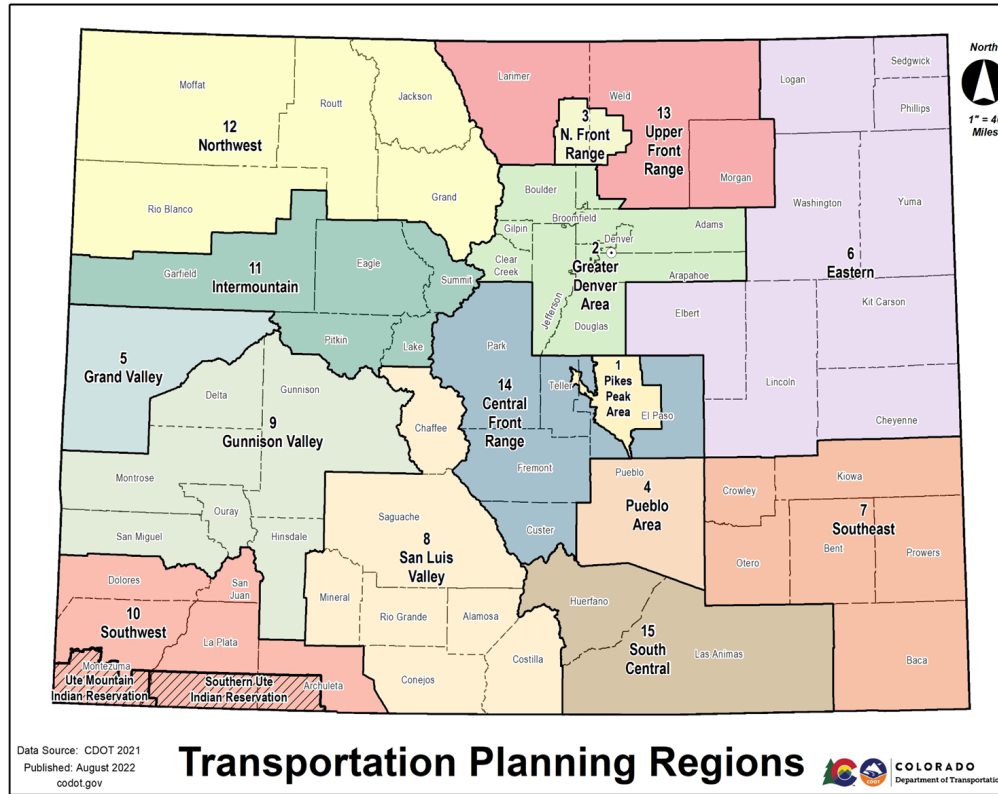 North
1" = 4
Miles
Moffat
Routt
Jackson
12
Northwest
Rio Blanco
Grand
Larimer
Weld
3
N. Front
Range
13
Upper
Front
Range
Morgan
Logan
Sedgwick
Phillips
Washington
Yuma
6
Eastern
Kit Carson
Elbert
Lincoln
Cheyenne
Boulder
Broomfield
Gilpin
Adams
Denver
Clear
Creek
2
Greater
Denver
Area
Arapahoe
Jefferson
Douglas
Garfield
11
Intermountain
Eagle
Summit
Pitkin
Lake
5
Grand Valley
Delta
Gunnison
9
Gunnison Valley
Montrose
Ouray
San Miguel
Hinsdale
Chaffee
Park
14
Central
Front
Range
Teller
1
Pikes
Peak
Area
El Paso
Fremont
Custer
Pueblo
4
Pueblo
Area
Crowley
Kiowa
7
Southeast
Otero
Bent
Prowers
Baca
Saguache
8
San Luis
Valley
Mineral
Rio Grande
Alamosa
Conejos
Costilla
Huerfano
15
South
Central
Las Animas
Dolores
San
Juan
10
Southwest
La Plata
Montezuma
Ute Mountain
Indian Reservation
Southern Ute
Indian Reservation
Archuleta
Data Source: CDOT 2021
Published: August 2022
codot.gov
Transportation Planning Regions
CDOT
COLORADO
Department of Transportatio